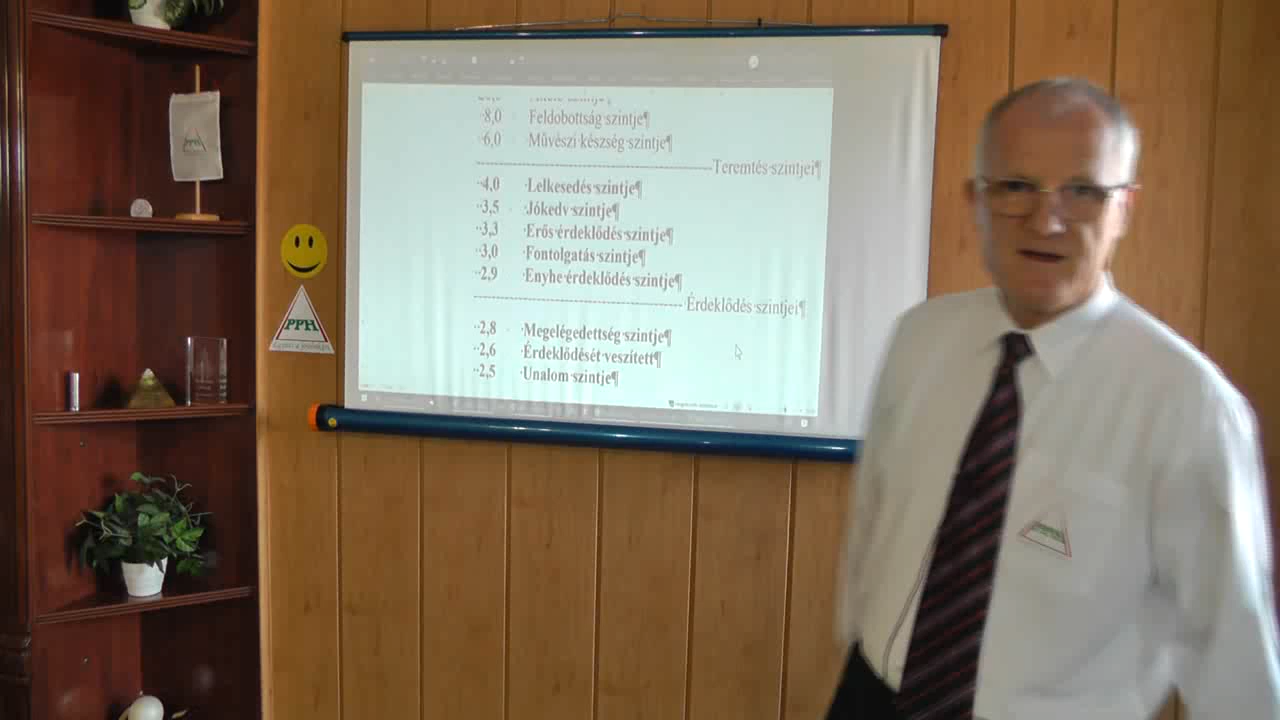 8,0 Feldobottság szintje¶
6,0 Művészi készség szintje¶
--------------------------------Teremtés szintjei¶
4,0 Lelkesedés szintje¶
3,5 Jókedv szintje¶
3,3 Erős érdeklődés szintje¶
3,0 Fontolgatás szintje¶
2,9 Enyhe érdeklődés szintje¶
-------------------------------- Érdeklődés szintjei¶
2,8 Megelégedettség szintje¶
2,6 Érdeklődését veszített¶
2,5 Unalom szintje¶
PPH
PPH